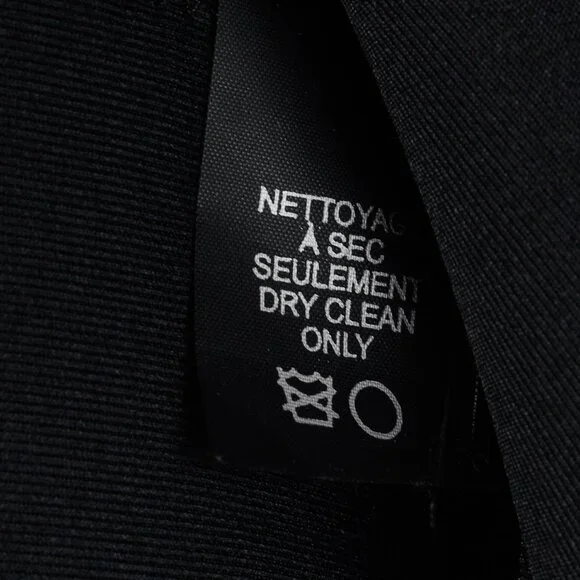 NETTOYAG
À SEC
SEULEMENT
DRY CLEAN
ONLY